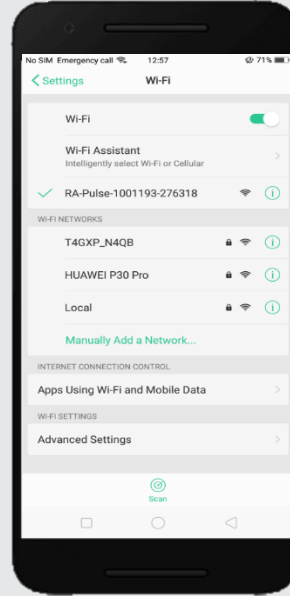 No SIM Emergency call 12:57 71%
Settings Wi-Fi
Wi-Fi
Wi-Fi Assistant
Intelligently select Wi-Fi or Cellular
RA-Pulse-1001193-276318
WI-FI NETWORKS
T4GXP_N4QB
HUAWEI P30 Pro
Local
Manually Add a Network...
INTERNET CONNECTION CONTROL
Apps Using Wi-Fi and Mobile Data
WI-FI SETTINGS
Advanced Settings
Scan